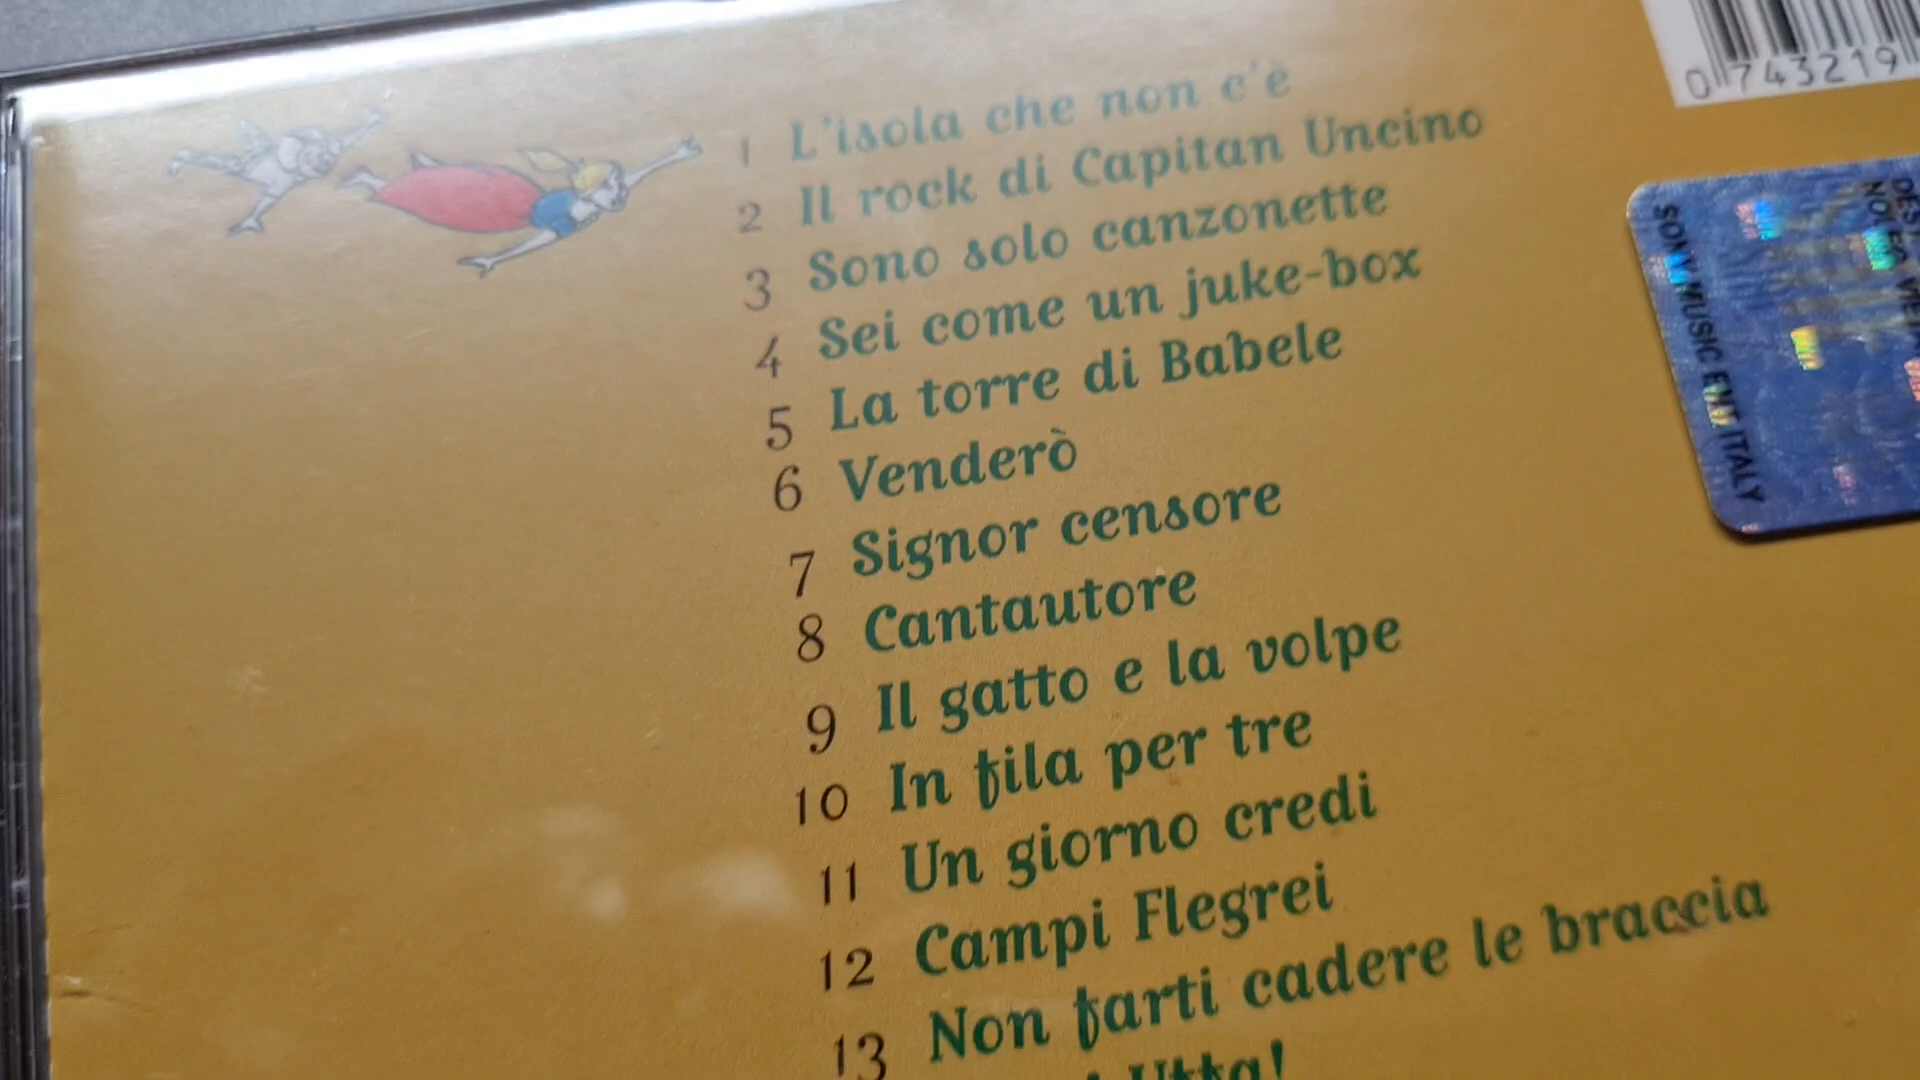 1 L'isola che non c'è
2 Il rock di Capitan Uncino
3 Sono solo canzonette
4 Sei come un juke-box
5 La torre di Babele
6 Venderò
7 Signor censore
8 Cantautore
9 Il gatto e la volpe
10 In fila per tre
11 Un giorno credi
12 Campi Flegrei
13 Non farti cadere le braccia
Utta!
0 743219
SONY MUSIC ENT. ITALY